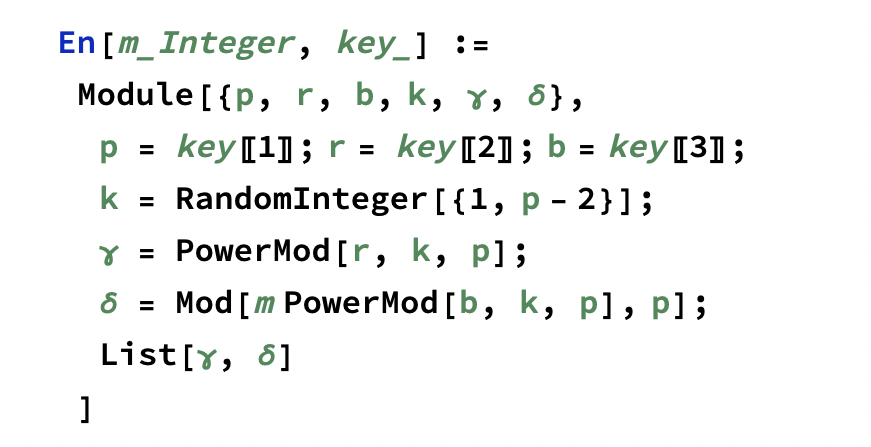 En[m_Integer, key_] :=
Module[{p, r, b, k, γ, δ},
p = key〚1〛; r = key〚2〛; b = key〚3〛;
k = RandomInteger[{1, p - 2}];
γ = PowerMod[r, k, p];
δ = Mod[m PowerMod[b, k, p], p];
List[γ, δ]
]